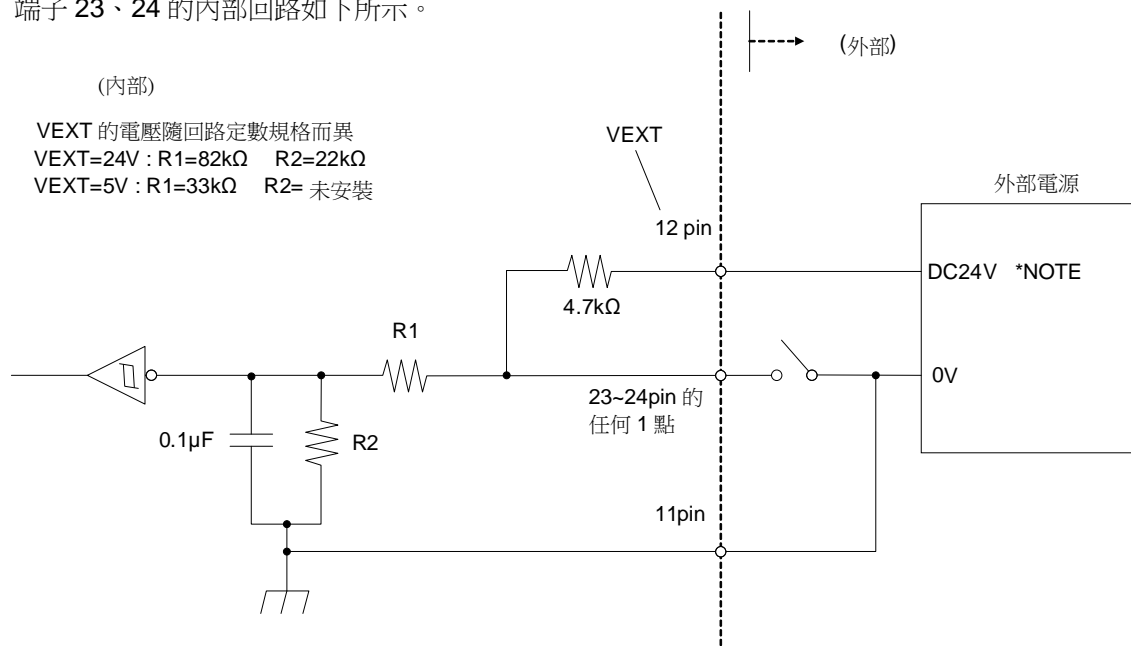 端子 23、24 的內部回路如下所示。
(外部)
(內部)
VEXT 的電壓隨回路定數規格而異
VEXT=24V : R1=82kΩ R2=22kΩ
VEXT=5V : R1=33kΩ R2= 未安裝
VEXT
外部電源
12 pin
DC24V *NOTE
4.7kΩ
R1
0V
23~24pin 的
任何 1 點
0.1µF
R2
11pin